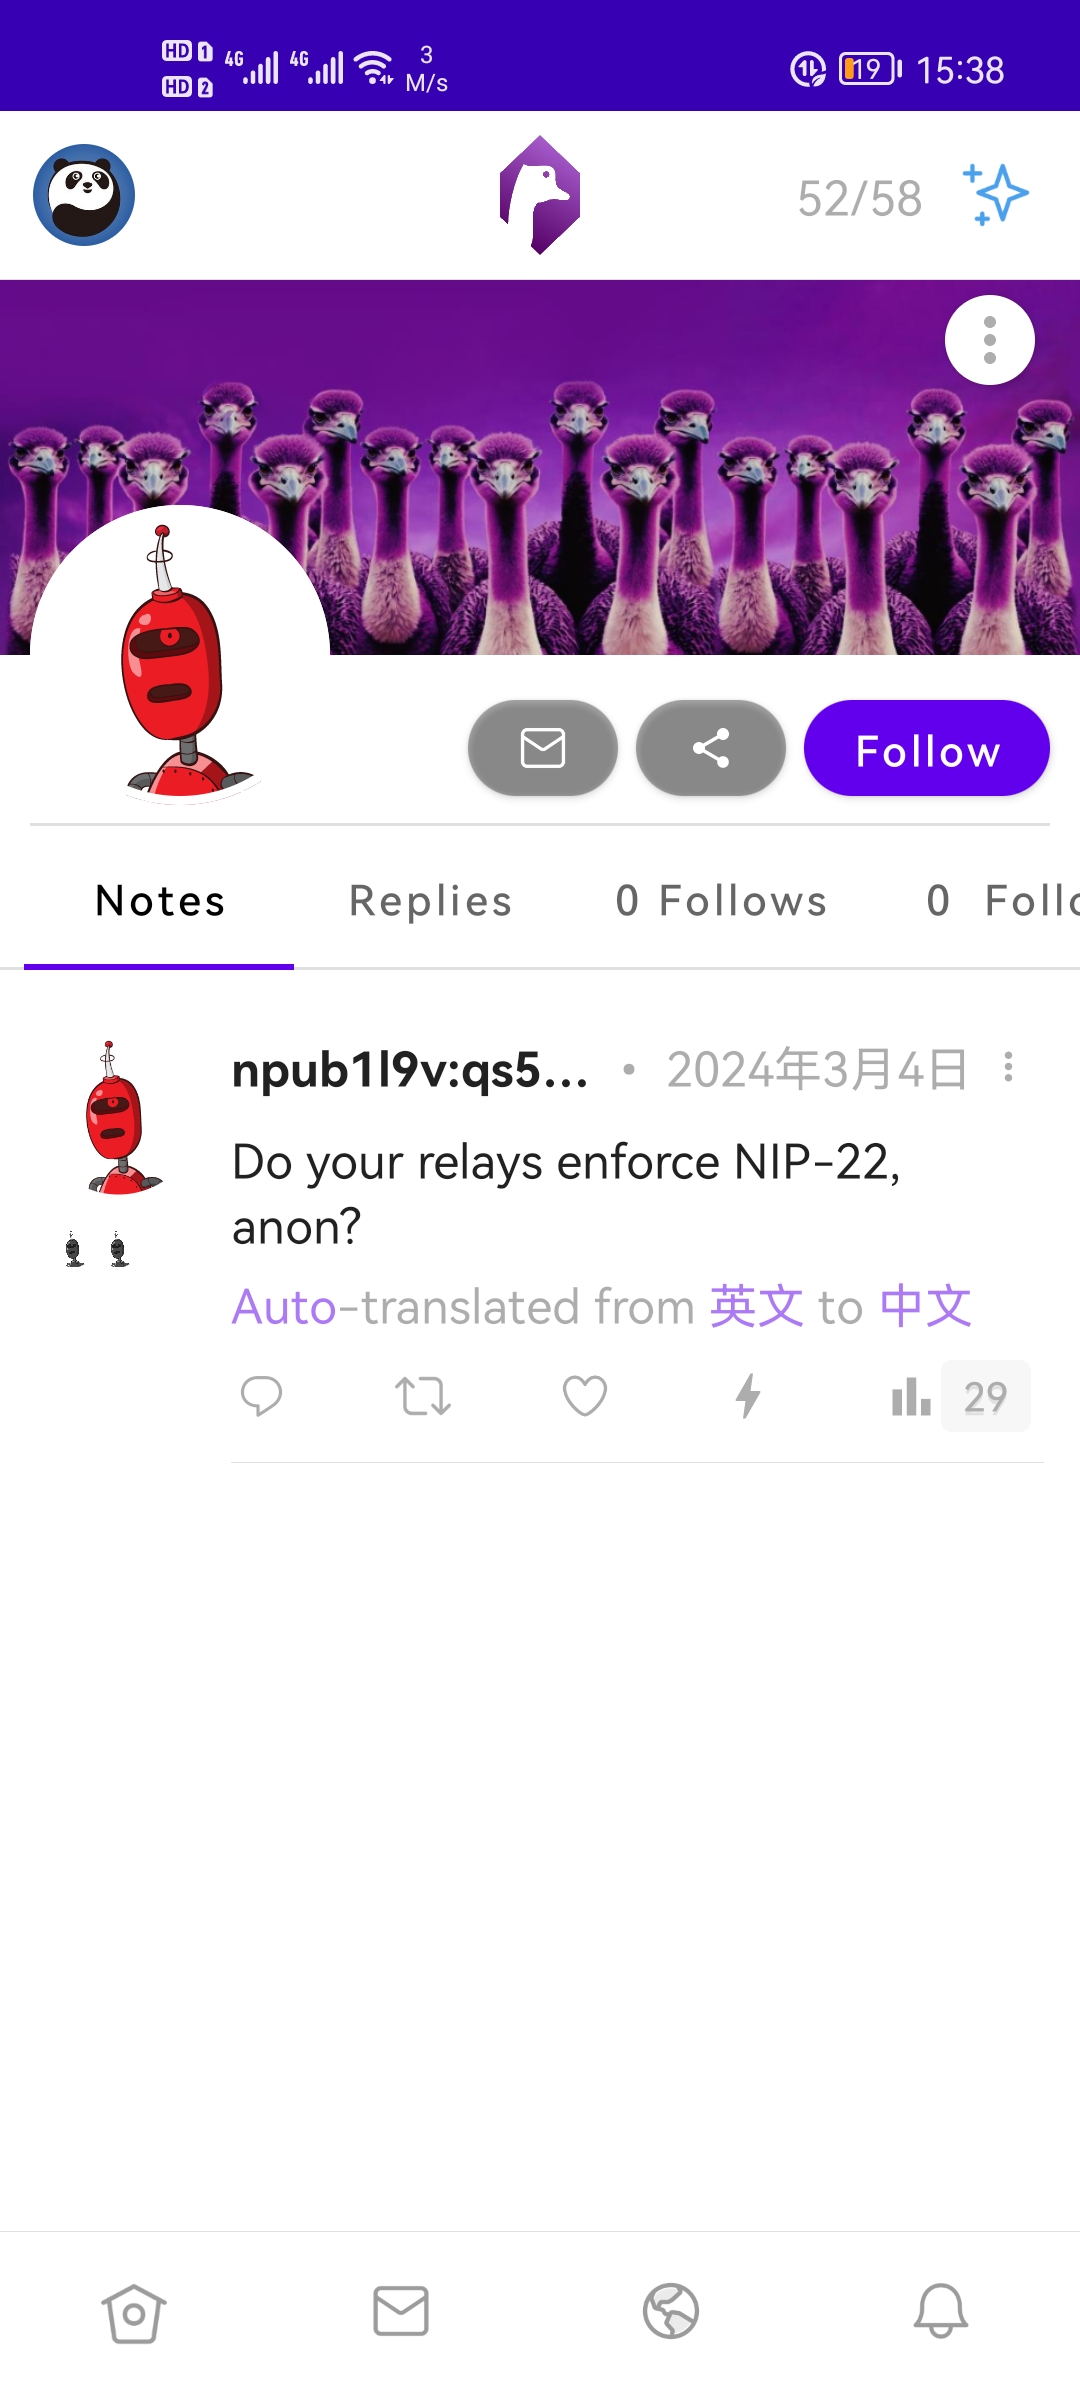 HD 1 4G 4G 3 19 15:38
HD 2 M/s
52/58
Follow
Notes Replies 0 Follows 0 Follo
npub1l9v:qs5... • 2024年3月4日
Do your relays enforce NIP-22,
anon?
Auto-translated from 英文 to 中文
29